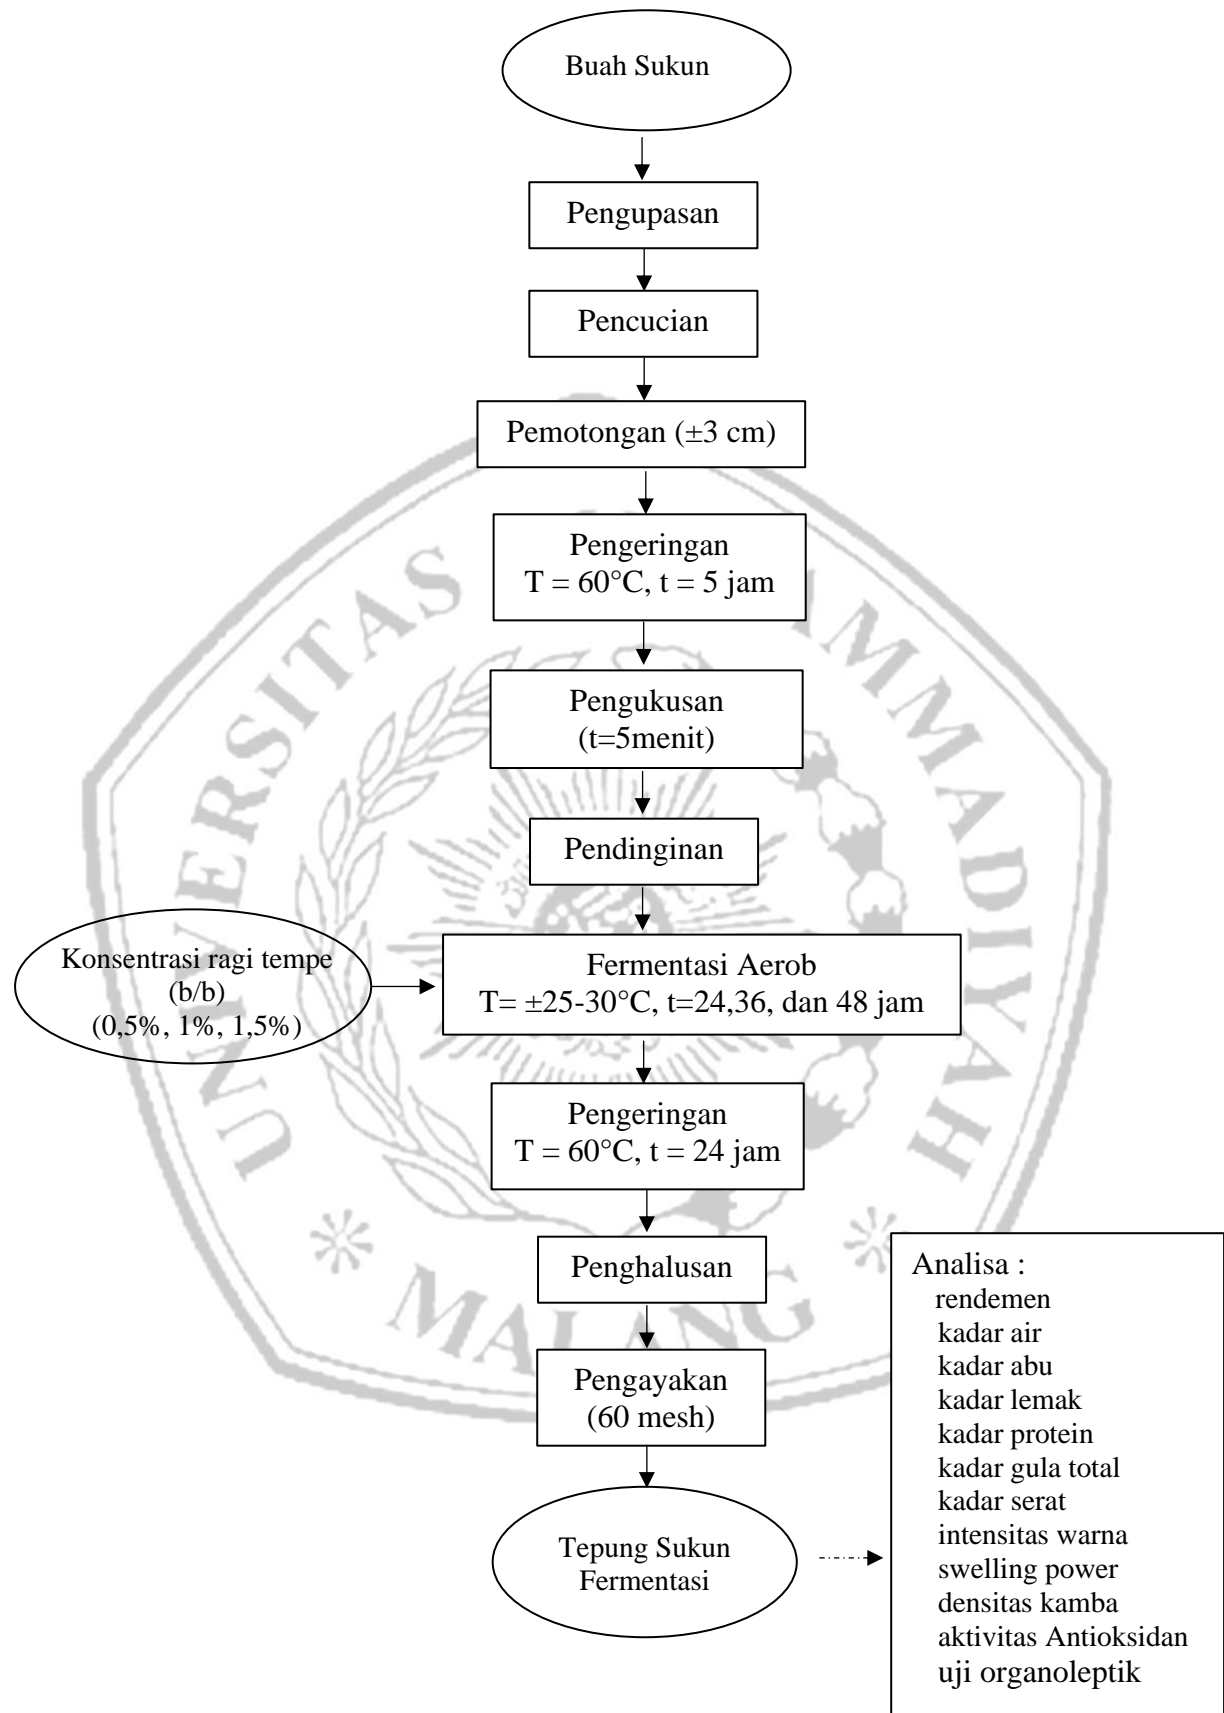 Buah Sukun
Pengupasan
Pencucian
Pemotongan (±3 cm)
Pengeringan
T = 60°C, t = 5 jam
Pengukusan
(t=5menit)
Pendinginan
Konsentrasi ragi tempe
(b/b)
(0,5%, 1%, 1,5%)
Fermentasi Aerob
T= ±25-30°C, t=24,36, dan 48 jam
Pengeringan
T = 60°C, t = 24 jam
Penghalusan
Pengayakan
(60 mesh)
Tepung Sukun
Fermentasi
Analisa :
rendemen
kadar air
kadar abu
kadar lemak
kadar protein
kadar gula total
kadar serat
intensitas warna
swelling power
densitas kamba
aktivitas Antioksidan
uji organoleptik
UNIVERSITAS
AMMADIYAH
MALANG